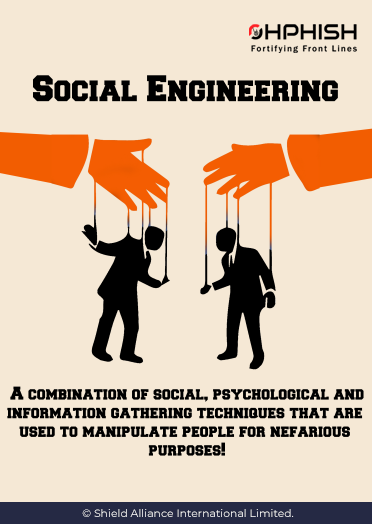 OHPHISH
Fortifying Front Lines
Social Engineering
A combination of social, psychological and
information gathering techniques that are
used to manipulate people for nefarious
purposes!
© Shield Alliance International Limited.